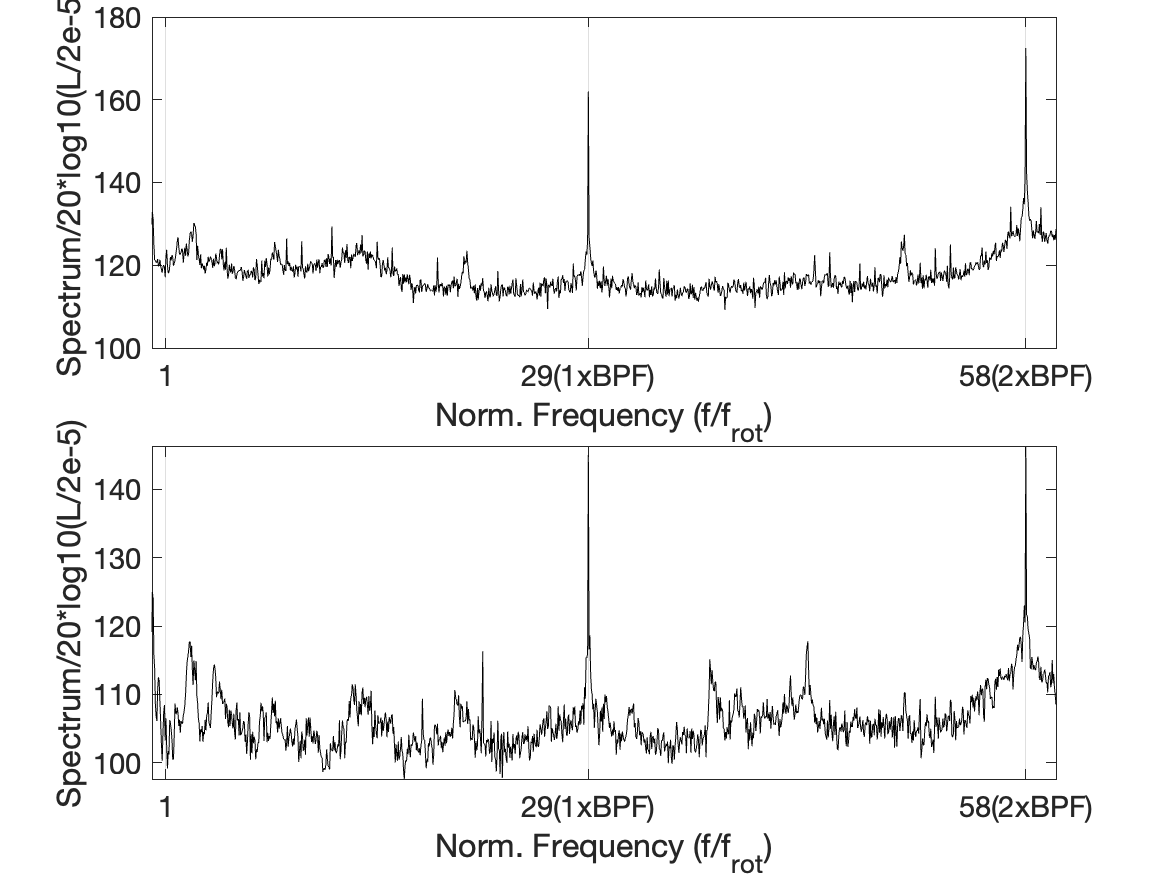 Spectrum/20*log10(L/2e-5
180
160
140
120
100
1
29(1xBPF)
58(2xBPF)
Norm. Frequency (f/frot)
Spectrum/20*log10(L/2e-5)
140
130
120
110
100
1
29(1xBPF)
58(2xBPF)
Norm. Frequency (f/frot)